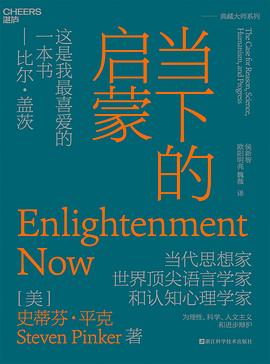 CHEERS
湛庐
——典藏大师系列
当下的
启蒙
The Case for Reason, Science,
Humanism, and Progress
这是我最喜爱的
一本书
—比尔·盖茨
侯新智
欧阳明亮 魏薇 译
Enlightenment
Now
当代思想家
世界顶尖语言学家
和认知心理学家
为理性、科学、人文主义
和进步辩护
[美]
史蒂芬·平克
Steven Pinker 著
浙江科学技术出版社